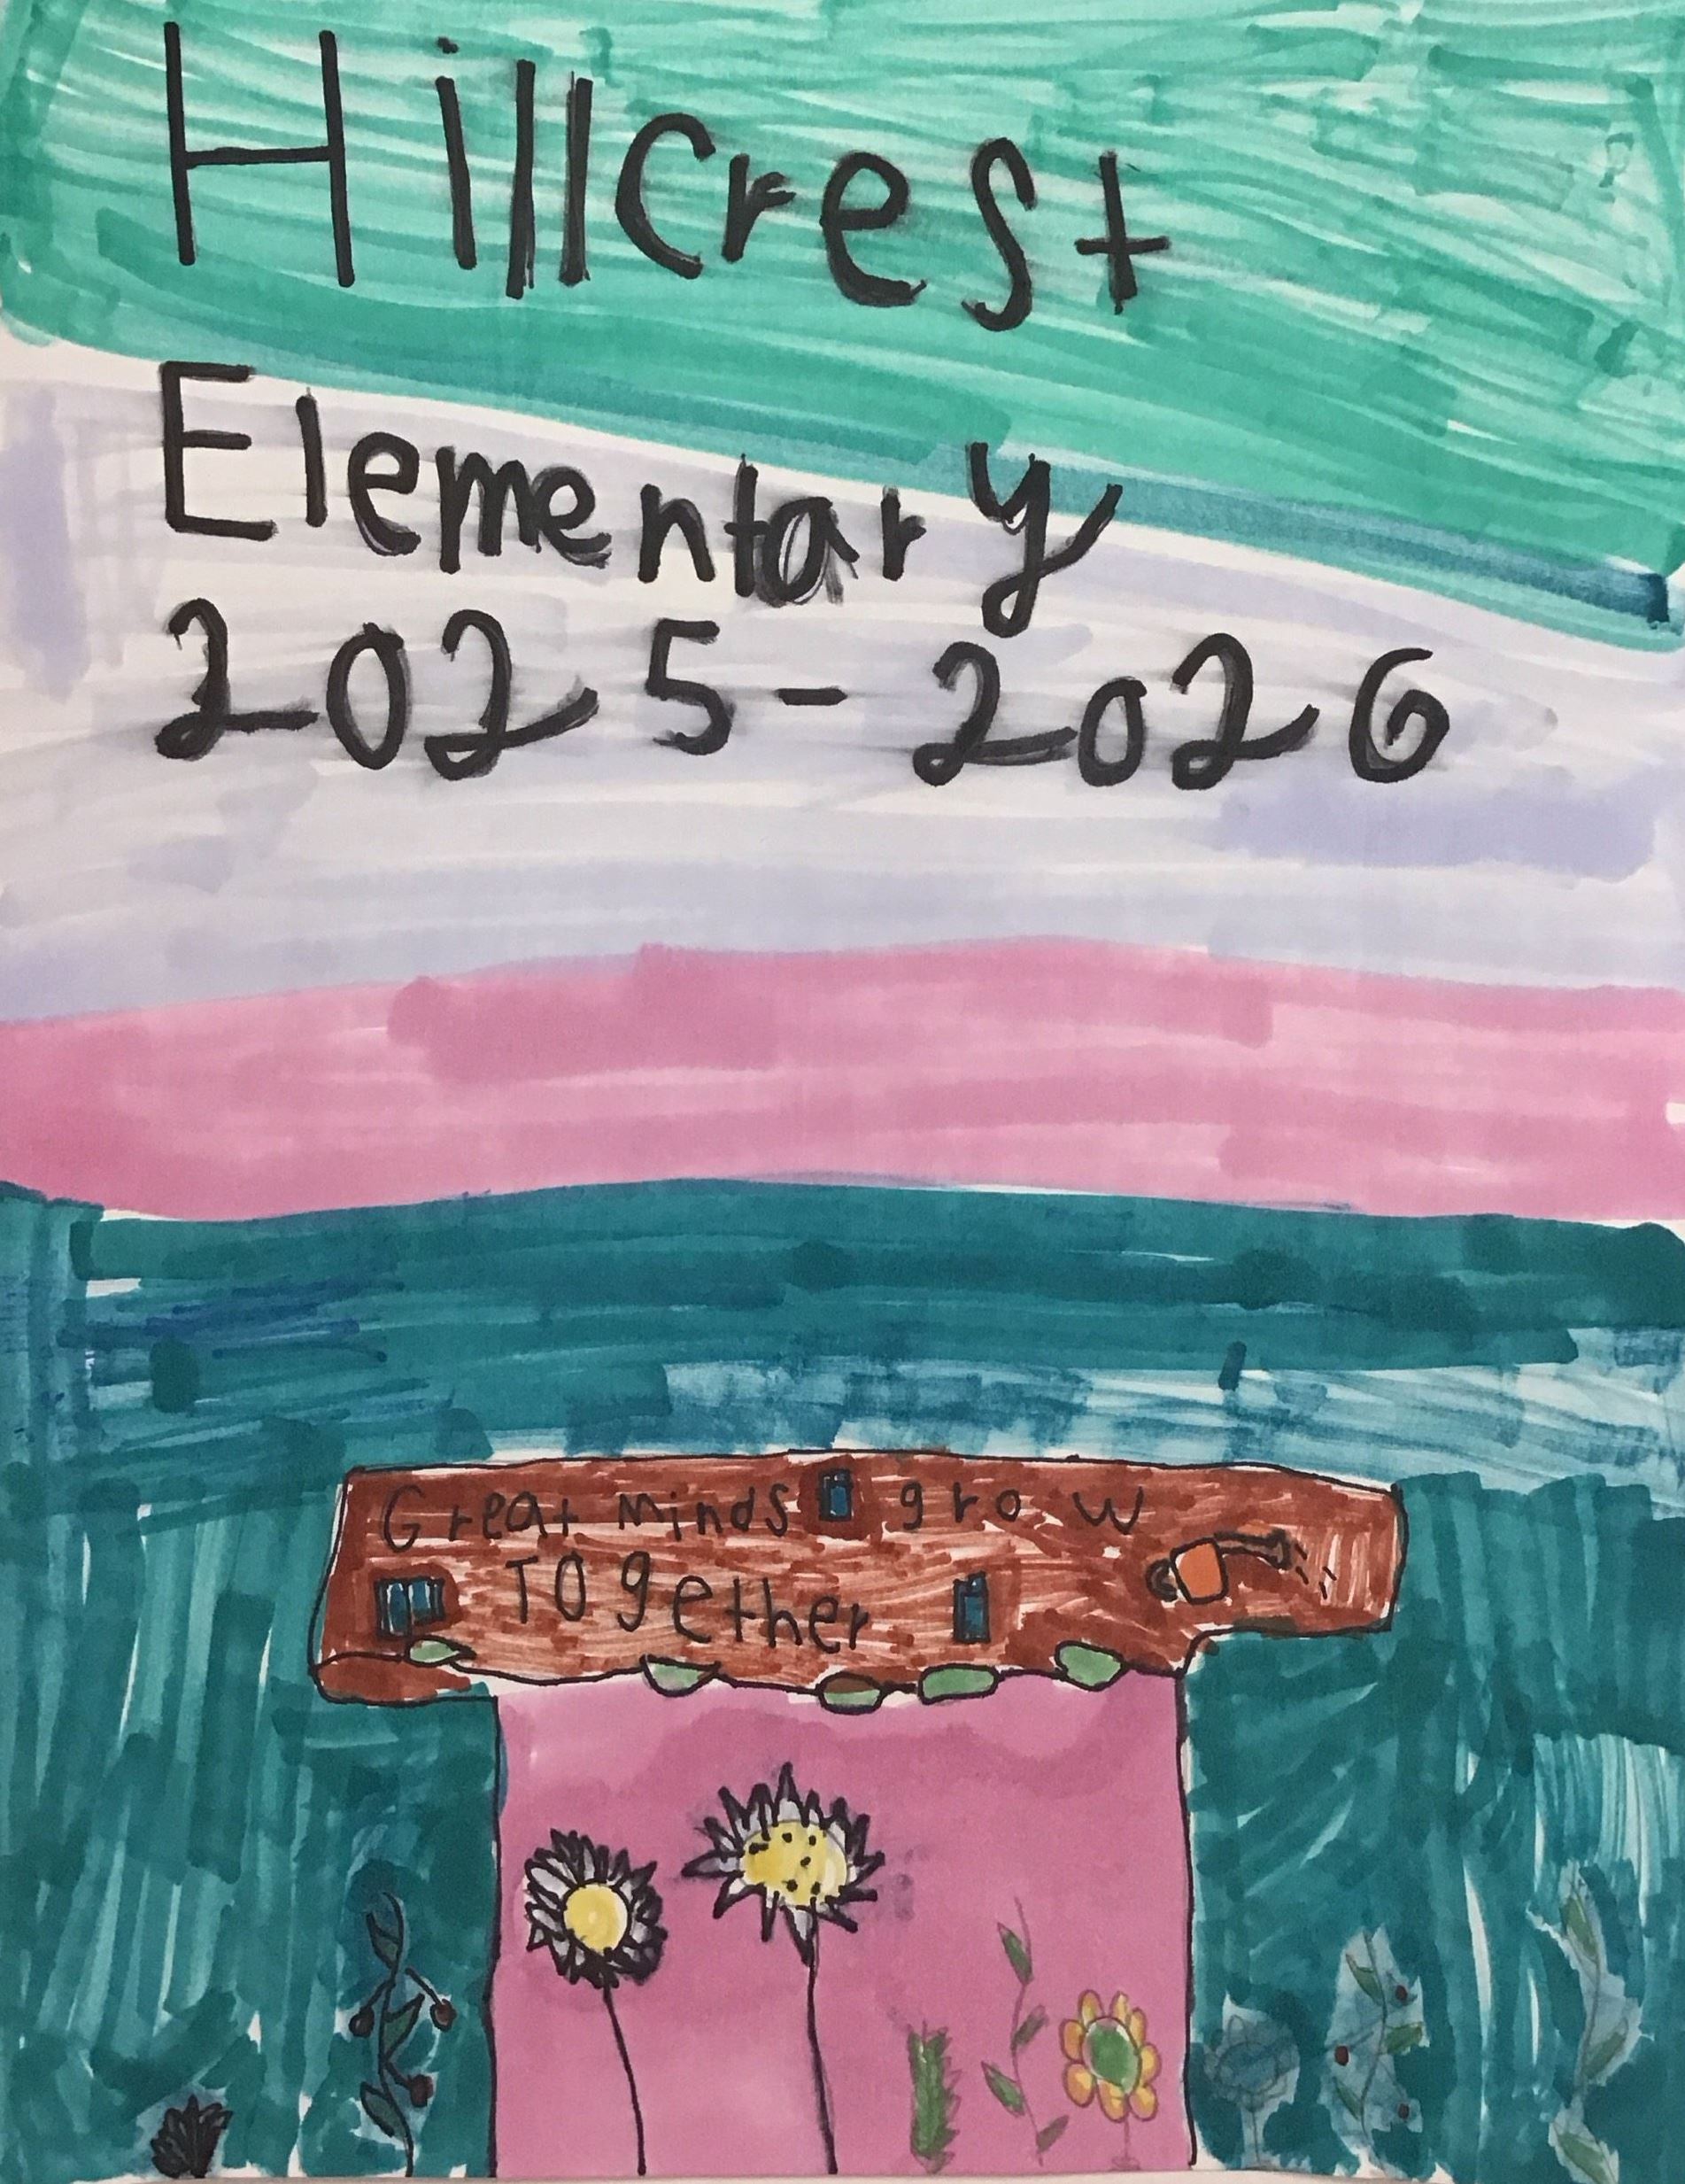 Hillcrest
Elementary
2025-2026
Great minds grow
TOgether